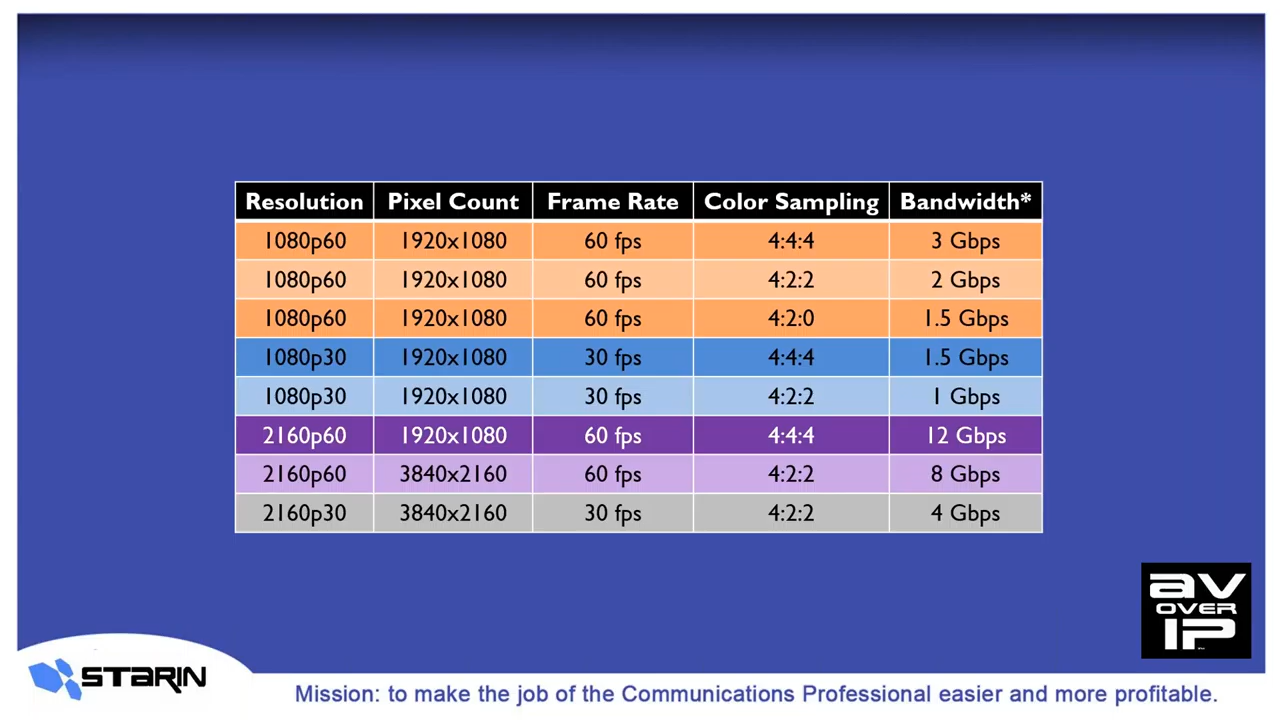 Resolution Pixel Count Frame Rate Color Sampling Bandwidth*
1080p60 1920x1080 60 fps 4:4:4 3 Gbps
1080p60 1920x1080 60 fps 4:2:2 2 Gbps
1080p60 1920x1080 60 fps 4:2:0 1.5 Gbps
1080p30 1920x1080 30 fps 4:4:4 1.5 Gbps
1080p30 1920x1080 30 fps 4:2:2 1 Gbps
2160p60 1920x1080 60 fps 4:4:4 12 Gbps
2160p60 3840x2160 60 fps 4:2:2 8 Gbps
2160p30 3840x2160 30 fps 4:2:2 4 Gbps
av
OVER
IP
STARIN
Mission: to make the job of the Communications Professional easier and more profitable.